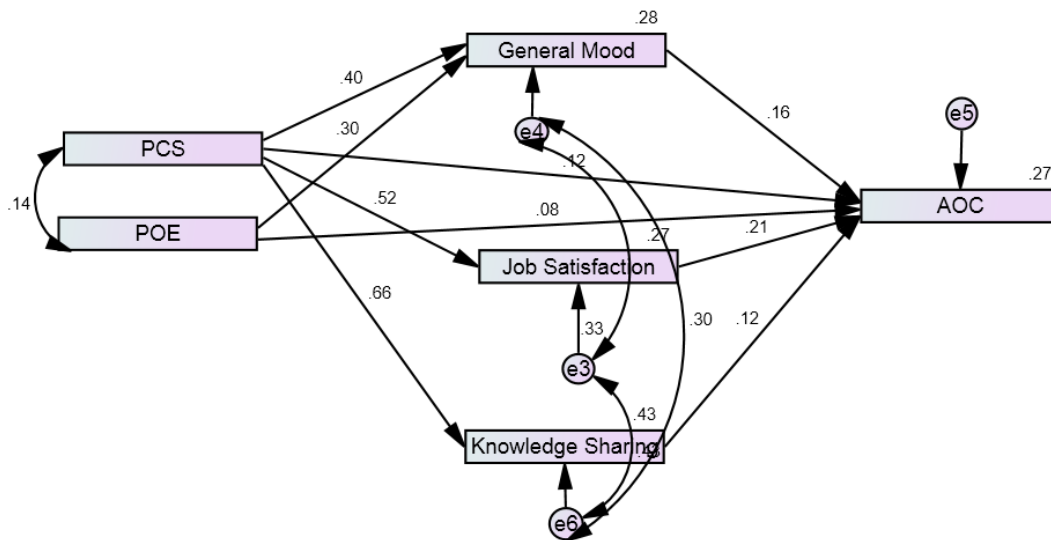 .28
General Mood
.40
.16
e5
.30
e4
PCS
.12
.27
.14
.52
.08
AOC
POE
.27
.21
Job Satisfaction
.66
.30
.12
.33
e3
.43
Knowledge Sharing
e6